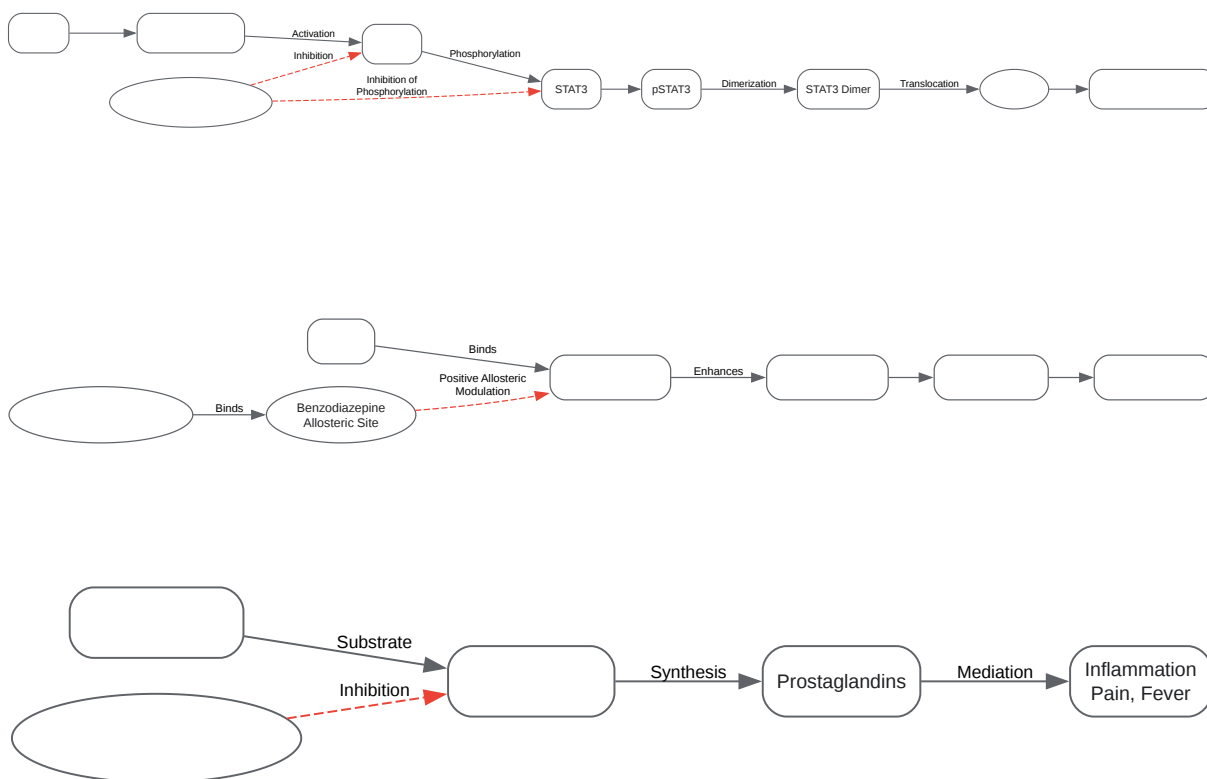 Activation
Inhibition
Phosphorylation
Inhibition of
Phosphorylation
STAT3
pSTAT3
Dimerization
STAT3 Dimer
Translocation
Binds
Positive Allosteric
Modulation
Enhances
Binds
Benzodiazepine
Allosteric Site
Substrate
Inhibition
Synthesis
Prostaglandins
Mediation
Inflammation
Pain, Fever